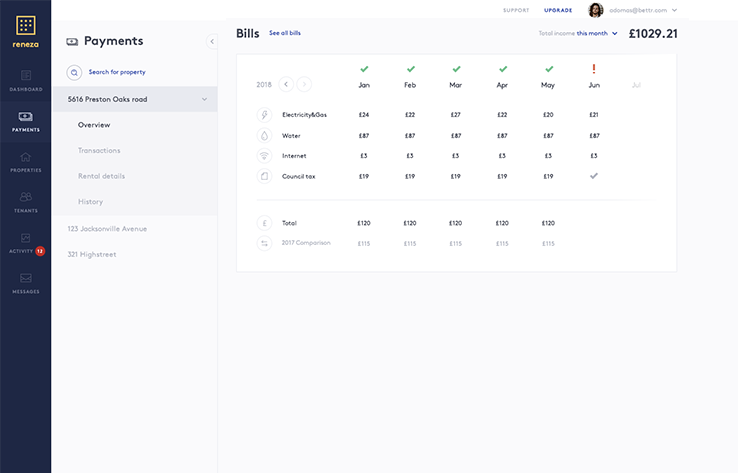 SUPPORT UPGRADE adamos@bettr.com
reneza
DASHBOARD
PAYMENTS
PROPERTIES
TENANTS
ACTIVITY 12
MESSAGES
Payments
Search for property
5616 Preston Oaks road
Overview
Transactions
Rental details
History
123 Jacksonville Avenue
321 Highstreet
Bills See all bills Total income this month £1029.21
2018 Jan Feb Mar Apr May Jun Jul
Electricity&Gas £24 £22 £27 £22 £20 £21
Water £87 £87 £87 £87 £87 £87
Internet £3 £3 £3 £3 £3 £3
Council tax £19 £19 £19 £19 £19
£ Total £120 £120 £120 £120 £120
2017 Comparison £115 £115 £115 £115 £115